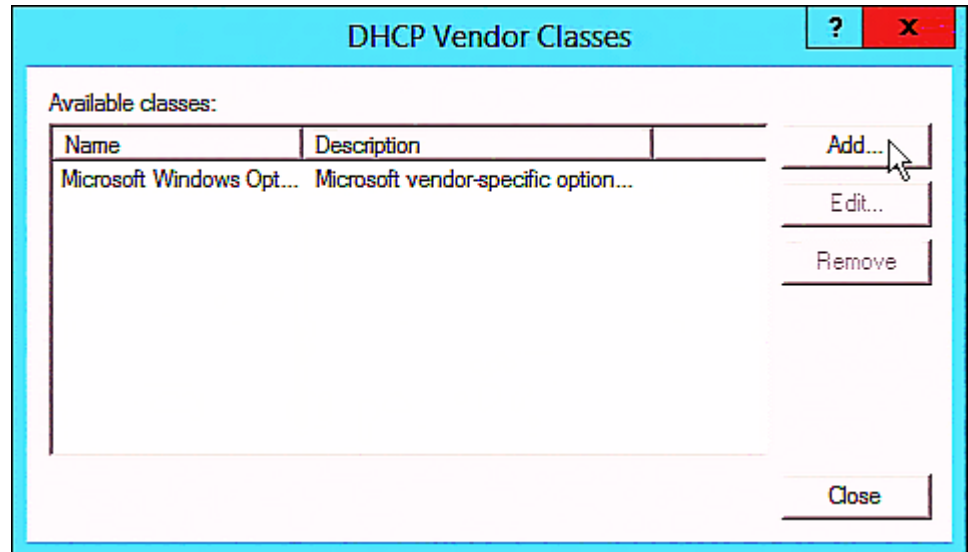 DHCP Vendor Classes ? x
Available classes:
Name Description
Add...
Microsoft Windows Opt... Microsoft vendor-specific option...
Edit...
Remove
Close